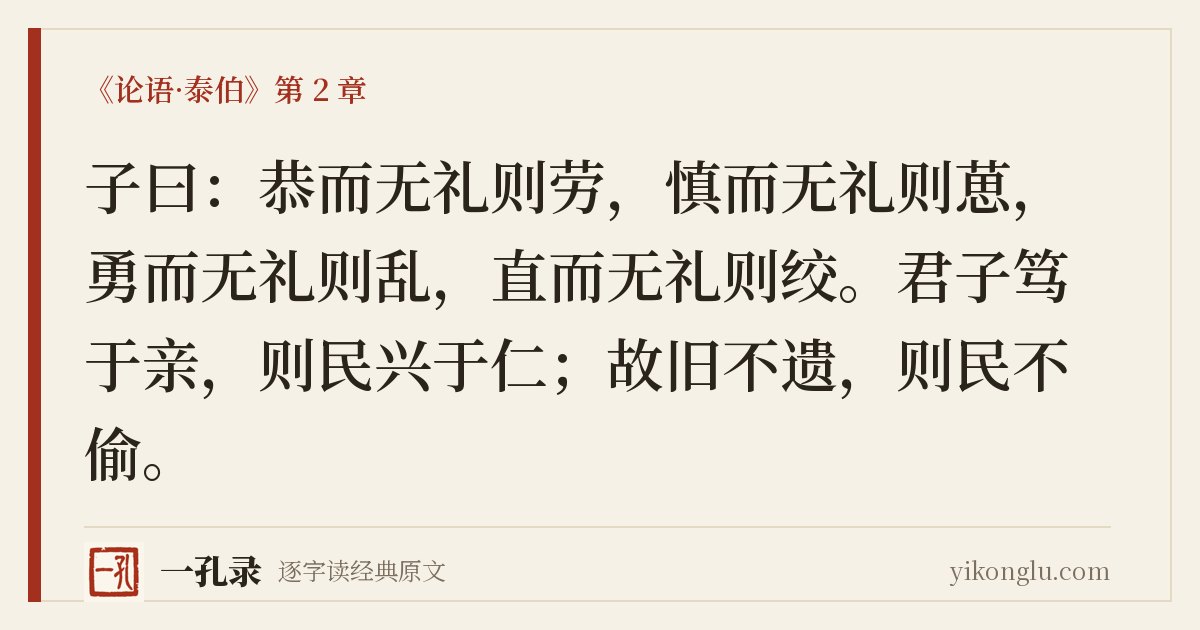 《论语·泰伯》第 2 章
子曰：恭而无礼则劳，慎而无礼则葸，
勇而无礼则乱，直而无礼则绞。君子笃
于亲，则民兴于仁；故旧不遗，则民不
偷。
一孔
一孔录 逐字读经典原文 yikonglu.com